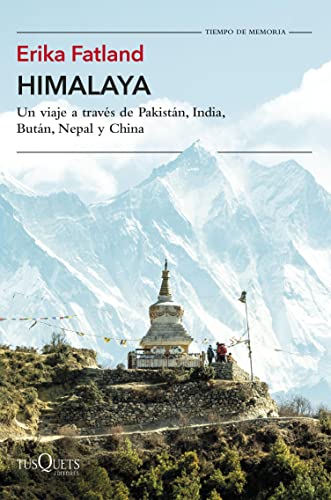 TIEMPO DE MEMORIA
Erika Fatland
HIMALAYA
Un viaje a través de Pakistán, India,
Bután, Nepal y China
TUSQUETS
EDITORES